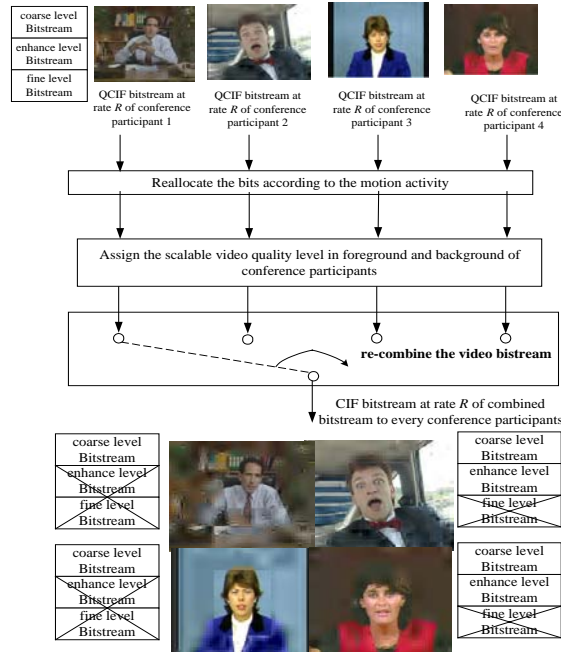 coarse level
Bitstream
enhance level
Bitstream
fine level
Bitstream
QCIF bitstream at
rate R of conference
participant 1
QCIF bitstream at
rate R of conference
participant 2
QCIF bitstream at
rate R of conference
participant 3
QCIF bitstream at
rate R of conference
participant 4
Reallocate the bits according to the motion activity
Assign the scalable video quality level in foreground and background of
conference participants
re-combine the video bistream
CIF bitstream at rate R of combined
bitstream to every conference participants
coarse level
Bitstream
enhance level
Bitstream
fine level
Bitstream
coarse level
Bitstream
enhance level
Bitstream
fine level
Bitstream
coarse level
Bitstream
enhance level
Bitstream
fine level
Bitstream
coarse level
Bitstream
enhance level
Bitstream
fine level
Bitstream